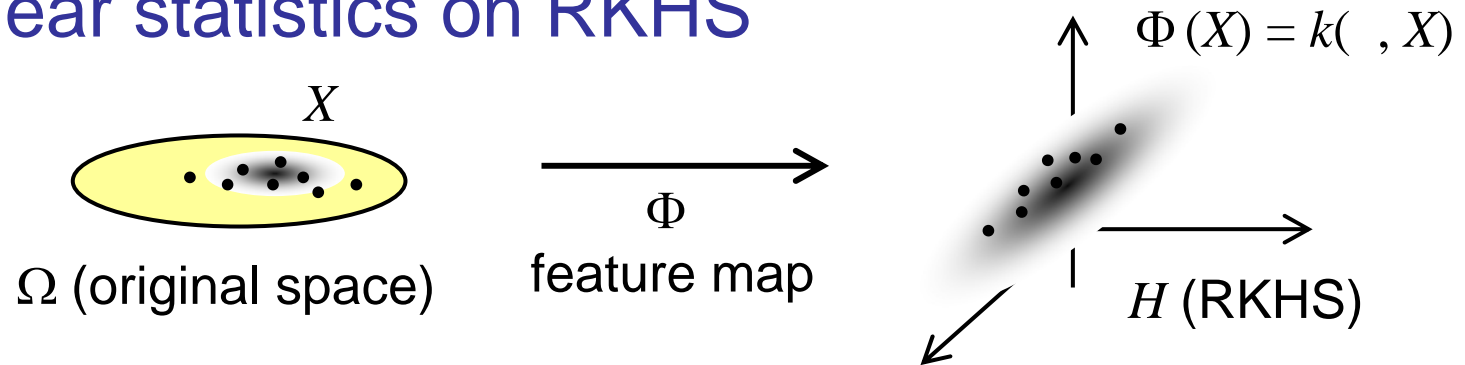 ear statistics on RKHS
Φ (X) = k( , X)
X
Φ
feature map
Ω (original space)
H (RKHS)